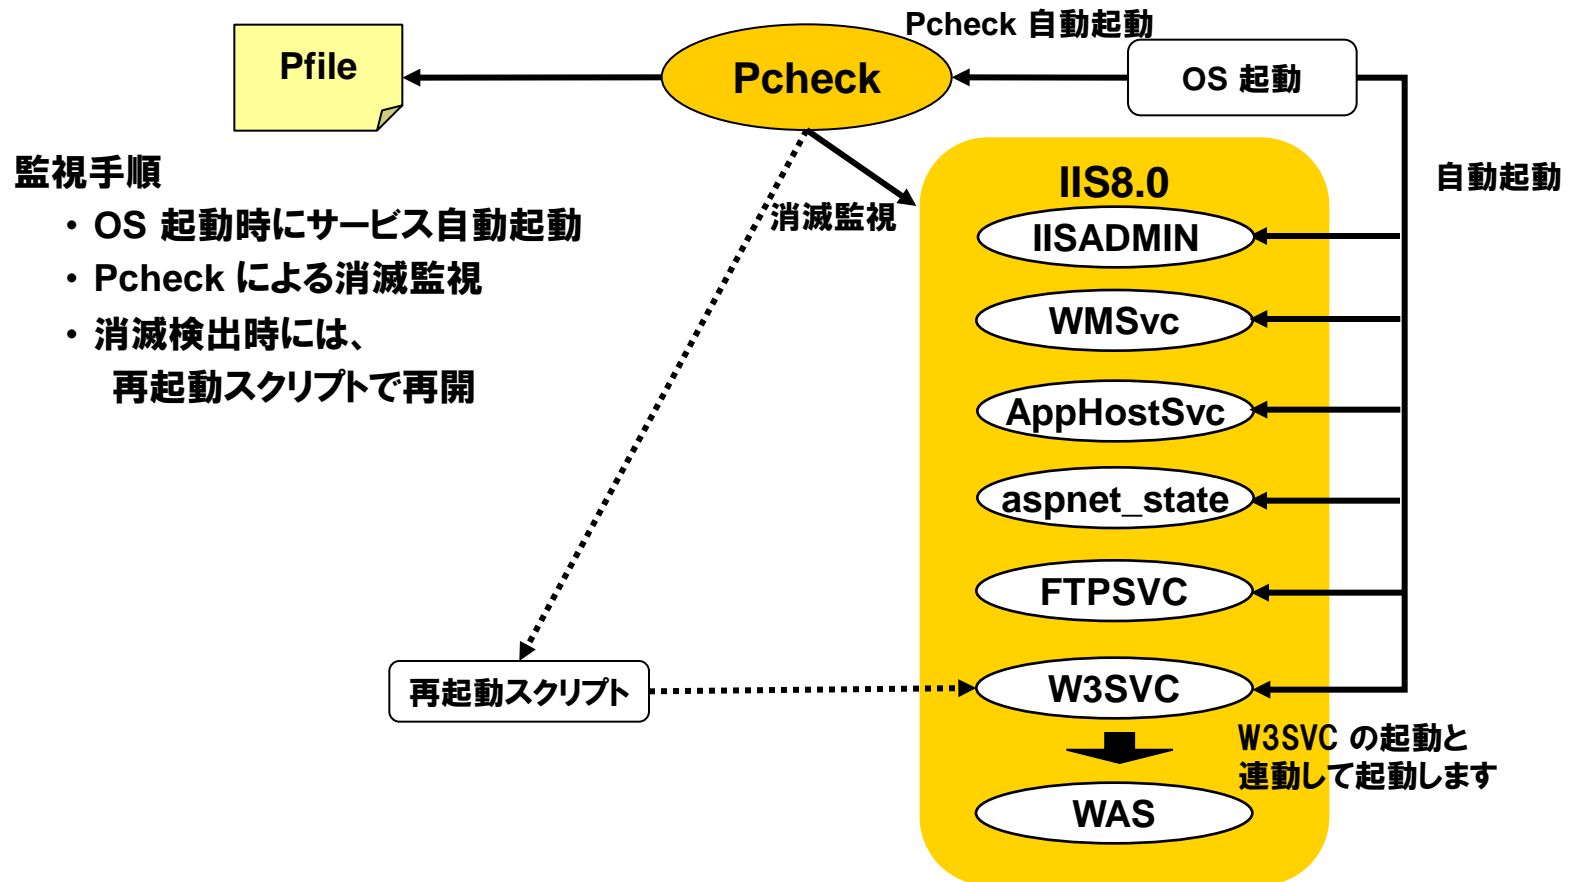 Pcheck 自動起動
Pfile
Pcheck
OS 起動
監視手順
・ OS 起動時にサービス自動起動
・ Pcheck による消滅監視
・ 消滅検出時には、
再起動スクリプトで再開
消滅監視
自動起動
IIS8.0
IISADMIN
WMSvc
AppHostSvc
aspnet_state
FTPSVC
再起動スクリプト
W3SVC
W3SVC の起動と
連動して起動します
WAS